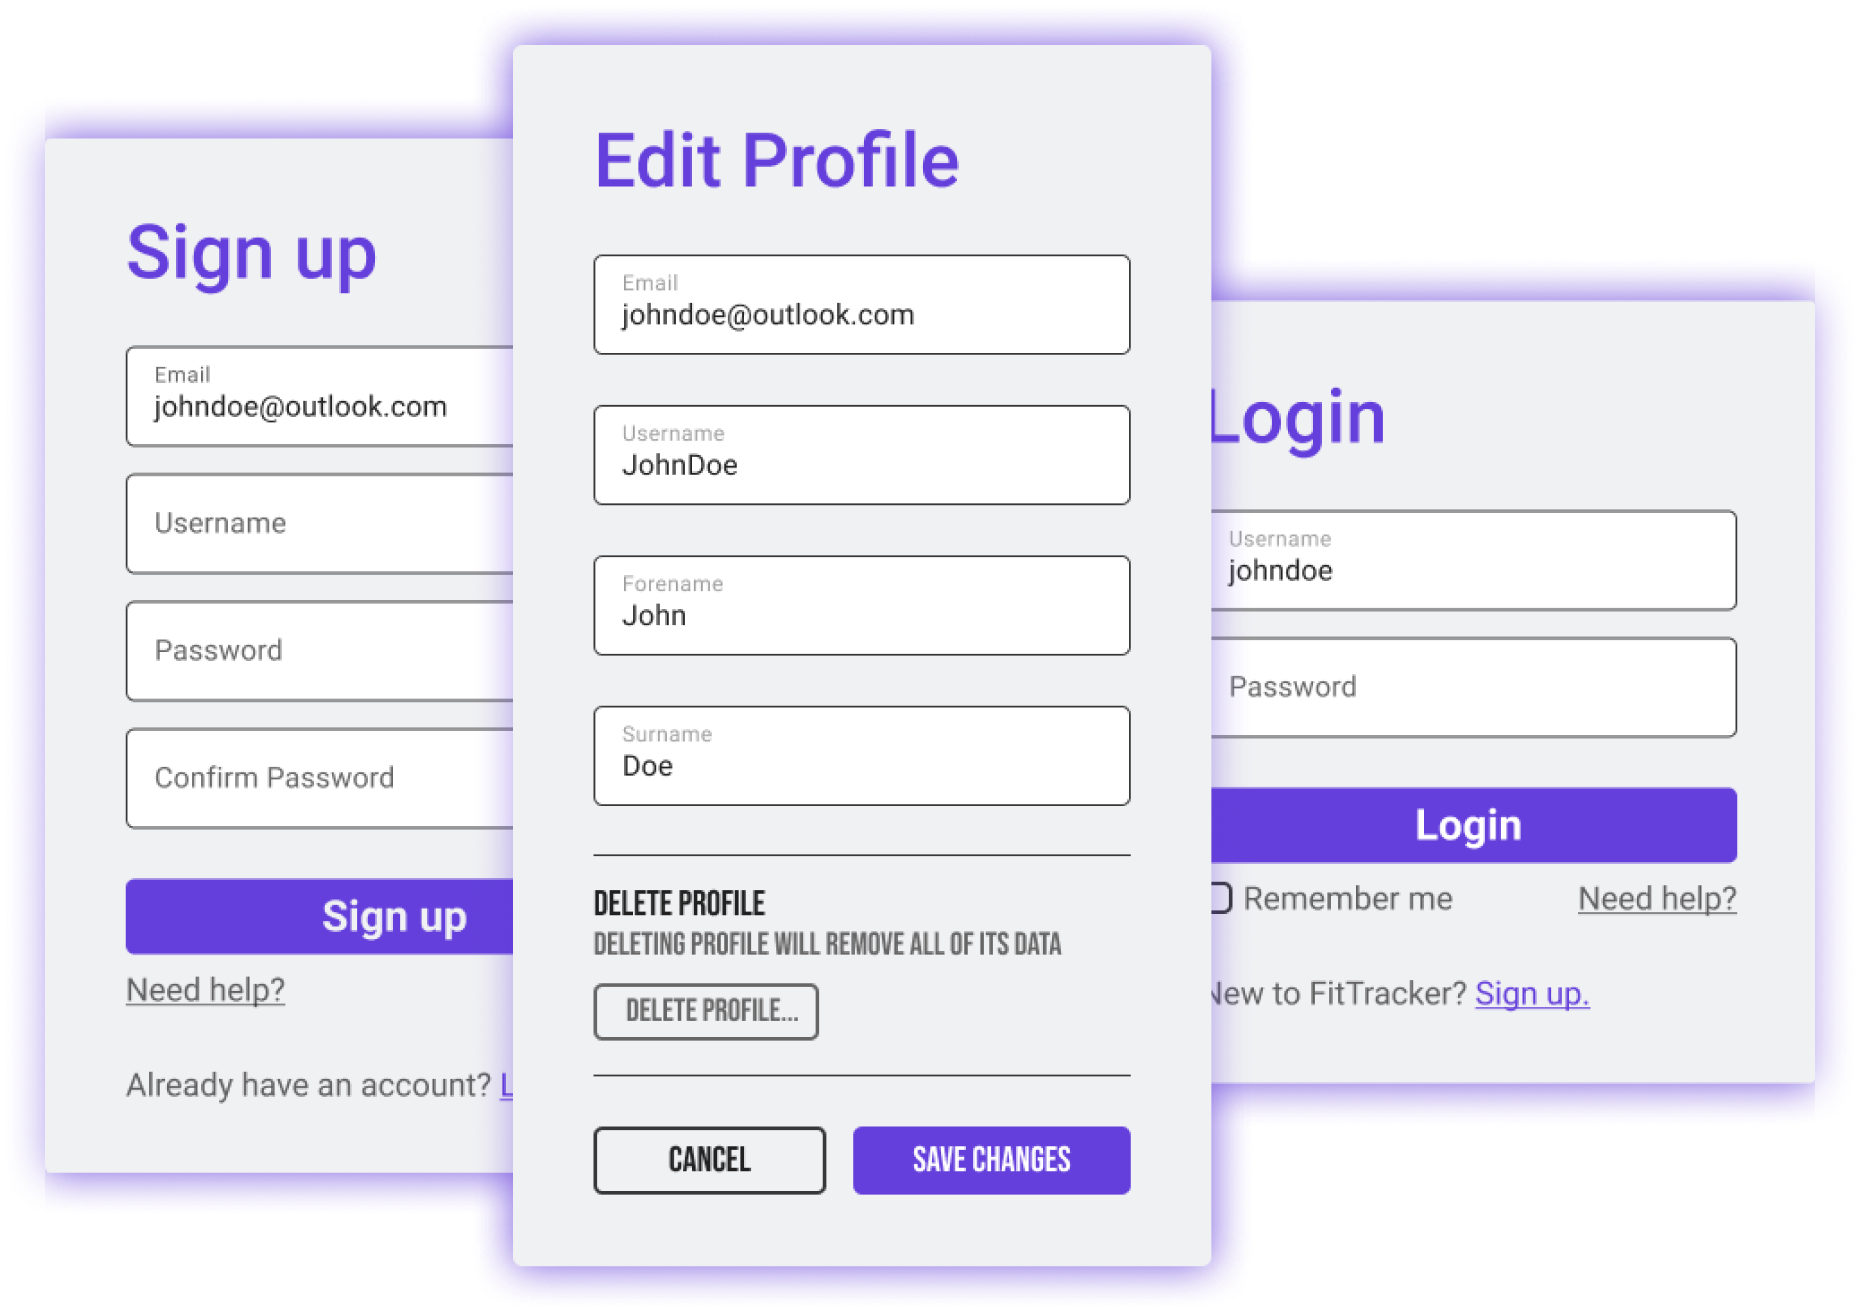 Sign up
Email
johndoe@outlook.com
Username
Password
Confirm Password
Sign up
Need help?
Already have an account? L
Edit Profile
Email
johndoe@outlook.com
Username
JohnDoe
Forename
John
Surname
Doe
DELETE PROFILE
DELETING PROFILE WILL REMOVE ALL OF ITS DATA
DELETE PROFILE...
CANCEL
SAVE CHANGES
Login
Username
johndoe
Password
Login
Remember me
Need help?
New to FitTracker? Sign up.